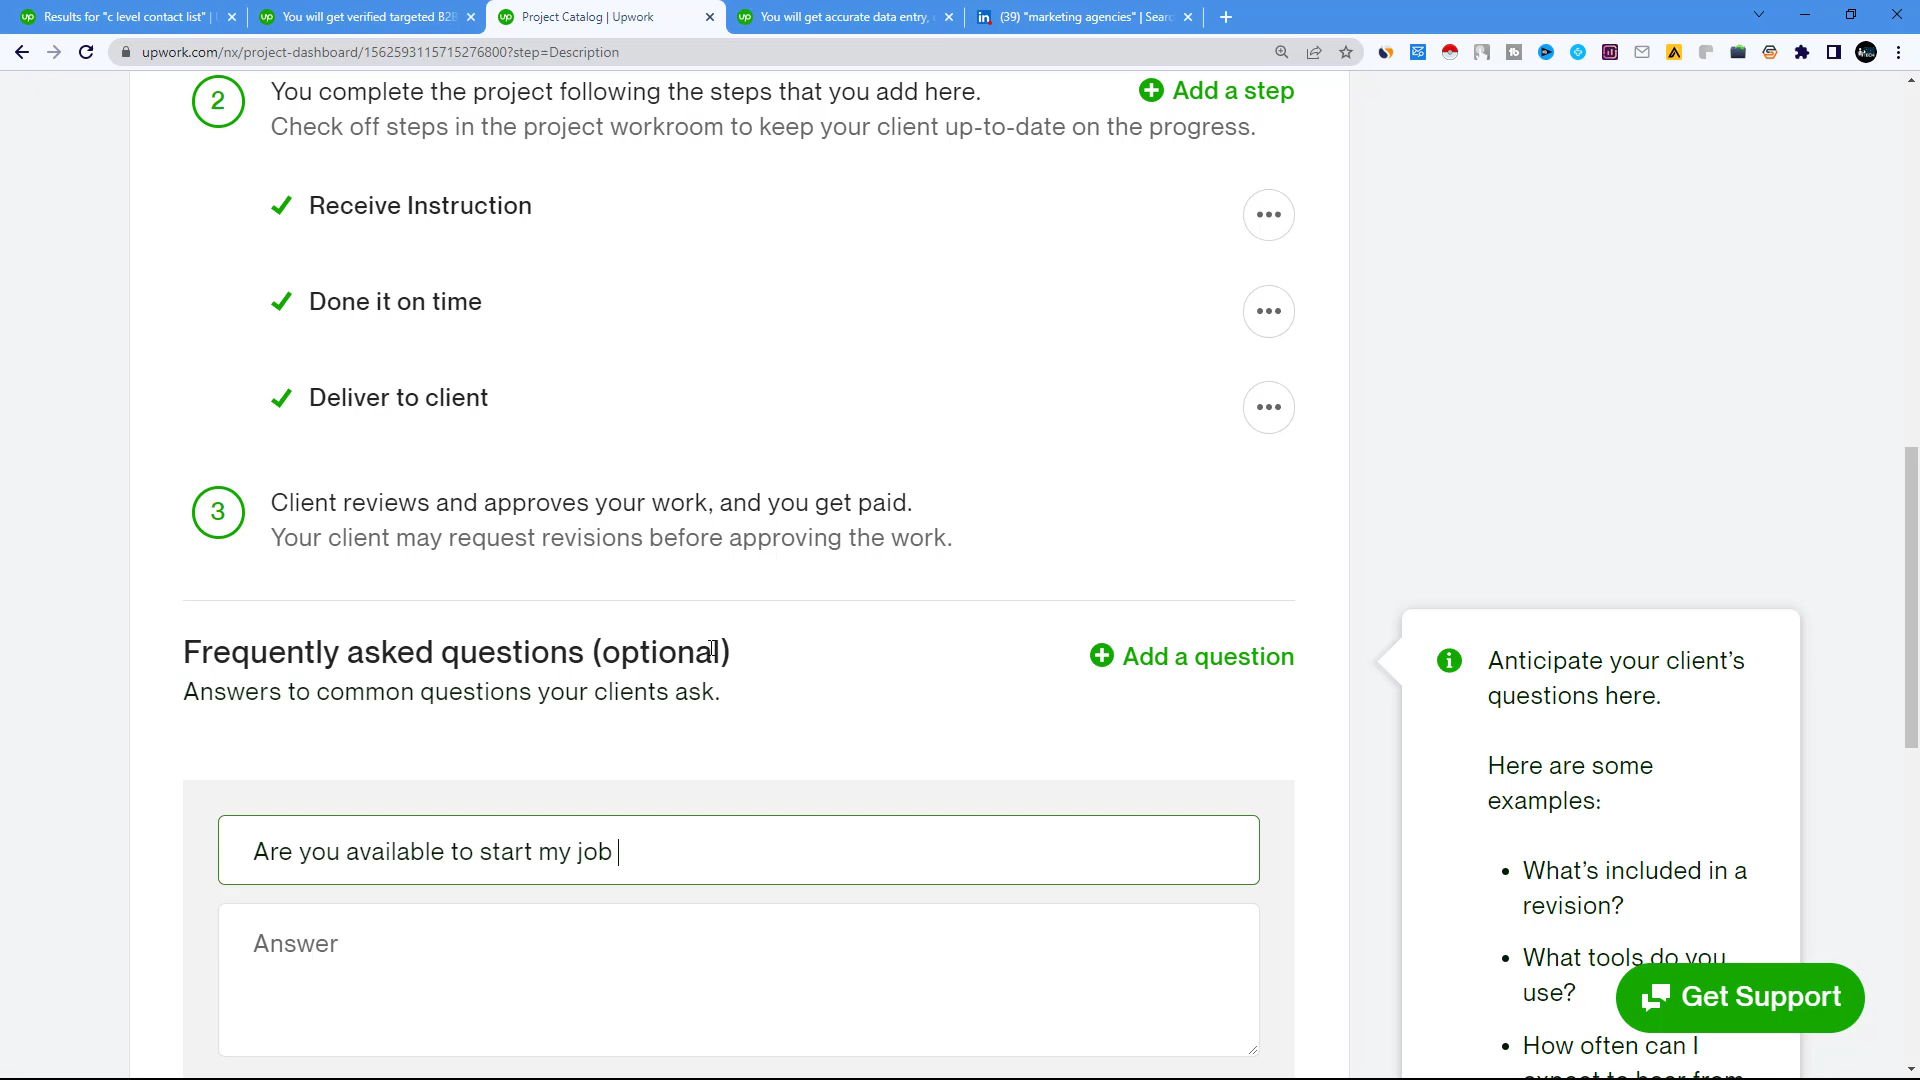 Results for "c level contact list" |
You will get verified targeted B2B
Project Catalog | Upwork
You will get accurate data entry,
(39) "marketing agencies" | Searc
upwork.com/nx/project-dashboard/1562593115715276800?step=Description
2
You complete the project following the steps that you add here.
Add a step
Check off steps in the project workroom to keep your client up-to-date on the progress.
Receive Instruction
Done it on time
Deliver to client
3
Client reviews and approves your work, and you get paid.
Your client may request revisions before approving the work.
Frequently asked questions (optional)
Add a question
Answers to common questions your clients ask.
Are you available to start my job
Answer
Anticipate your client's
questions here.
Here are some
examples:
• What's included in a
revision?
• What tools do you
use?
• How often can I
expect to hear from
Get Support